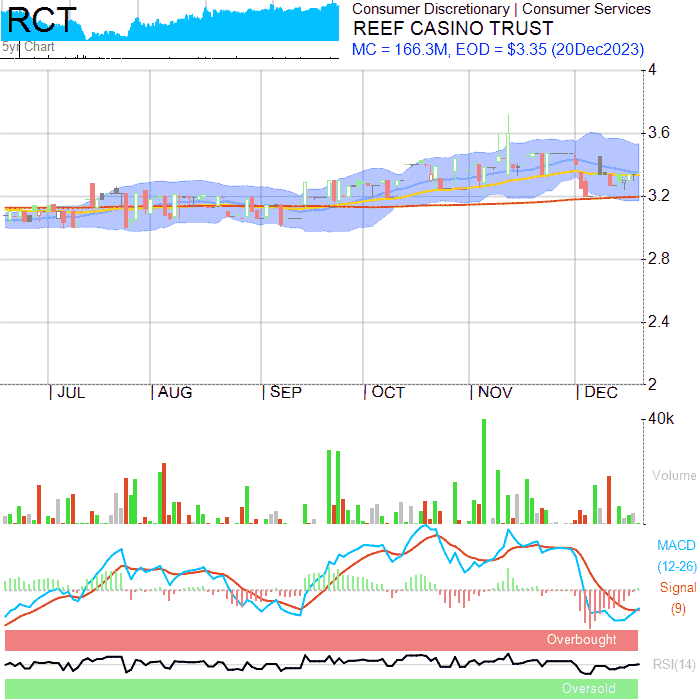 RCT
5yr Chart
Consumer Discretionary | Consumer Services
REEF CASINO TRUST
MC = 166.3M, EOD = $3.35 (20Dec2023)
4
3.6
3.2
2.8
2.4
2
JUL AUG SEP OCT NOV DEC
40k
Volume
MACD
(12-26)
Signal
(9)
Overbought
RSI(14)
Oversold